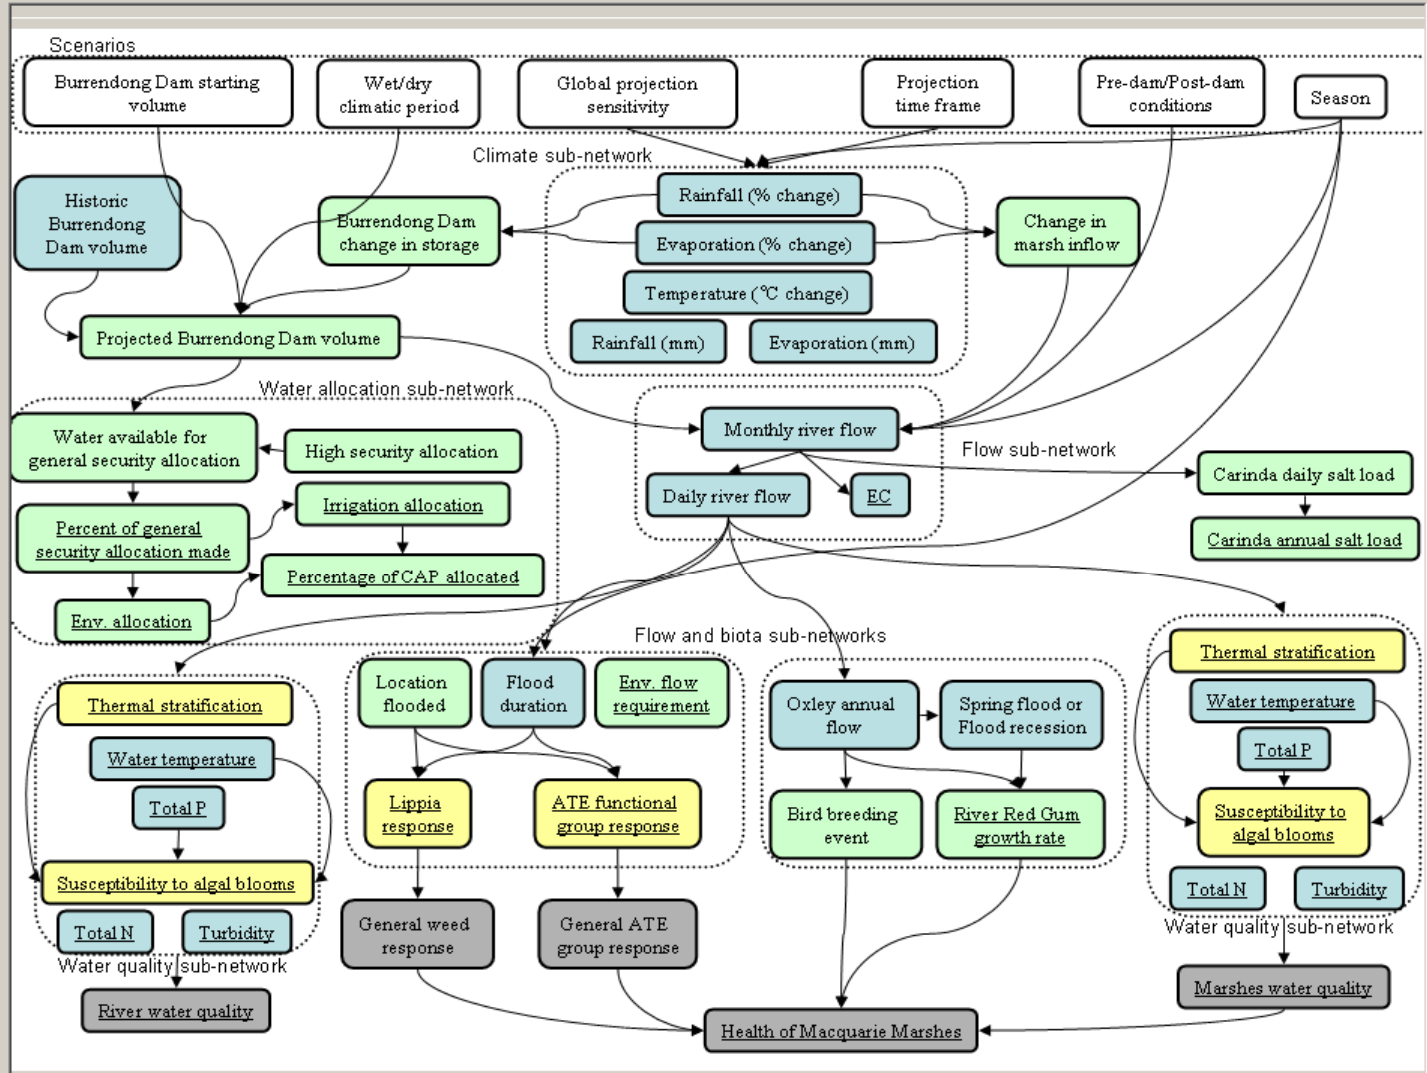 Scenarios
Burrendong Dam starting
volume
Wet/dry
climatic period
Global projection
sensitivity
Projection
time frame
Pre-dam/Post-dam
conditions
Season
Climate sub-network
Historic
Burrendong
Dam volume
Burrendong Dam
change in storage
Rainfall (% change)
Evaporation (% change)
Temperature (°C change)
Rainfall (mm)
Evaporation (mm)
Change in
marsh inflow
Projected Burrendong Dam volume
Water allocation sub-network
Water available for
general security allocation
High security allocation
Percent of general
security allocation made
Irrigation allocation
Percentage of CAP allocated
Env. allocation
Monthly river flow
Daily river flow
EC
Flow sub-network
Carinda daily salt load
Carinda annual salt load
Flow and biota sub-networks
Thermal stratification
Water temperature
Total P
Susceptibility to algal blooms
Total N
Turbidity
Water quality sub-network
River water quality
Location
flooded
Flood
duration
Env. flow
requirement
Lippia
response
ATE functional
group response
General weed
response
General ATE
group response
Oxley annual
flow
Spring flood or
Flood recession
Bird breeding
event
River Red Gum
growth rate
Health of Macquarie Marshes
Thermal stratification
Water temperature
Total P
Susceptibility to
algal blooms
Total N
Turbidity
Water quality sub-network
Marshes water quality